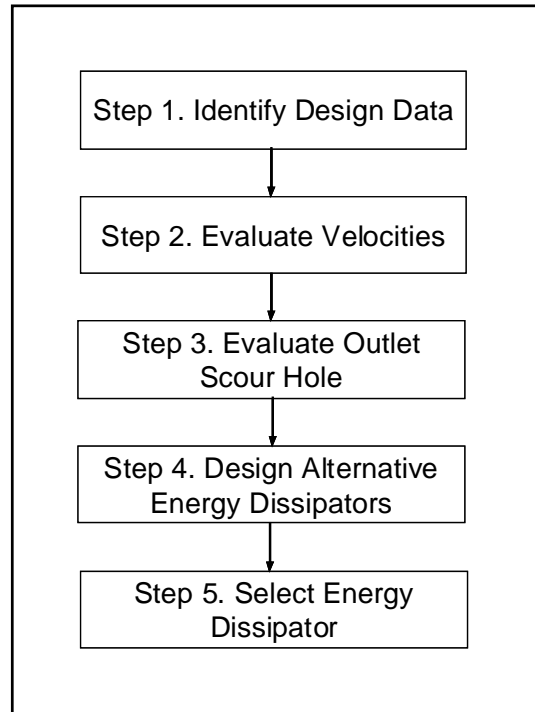 Step 1. Identify Design Data
Step 2. Evaluate Velocities
Step 3. Evaluate Outlet
Scour Hole
Step 4. Design Alternative
Energy Dissipators
Step 5. Select Energy
Dissipator